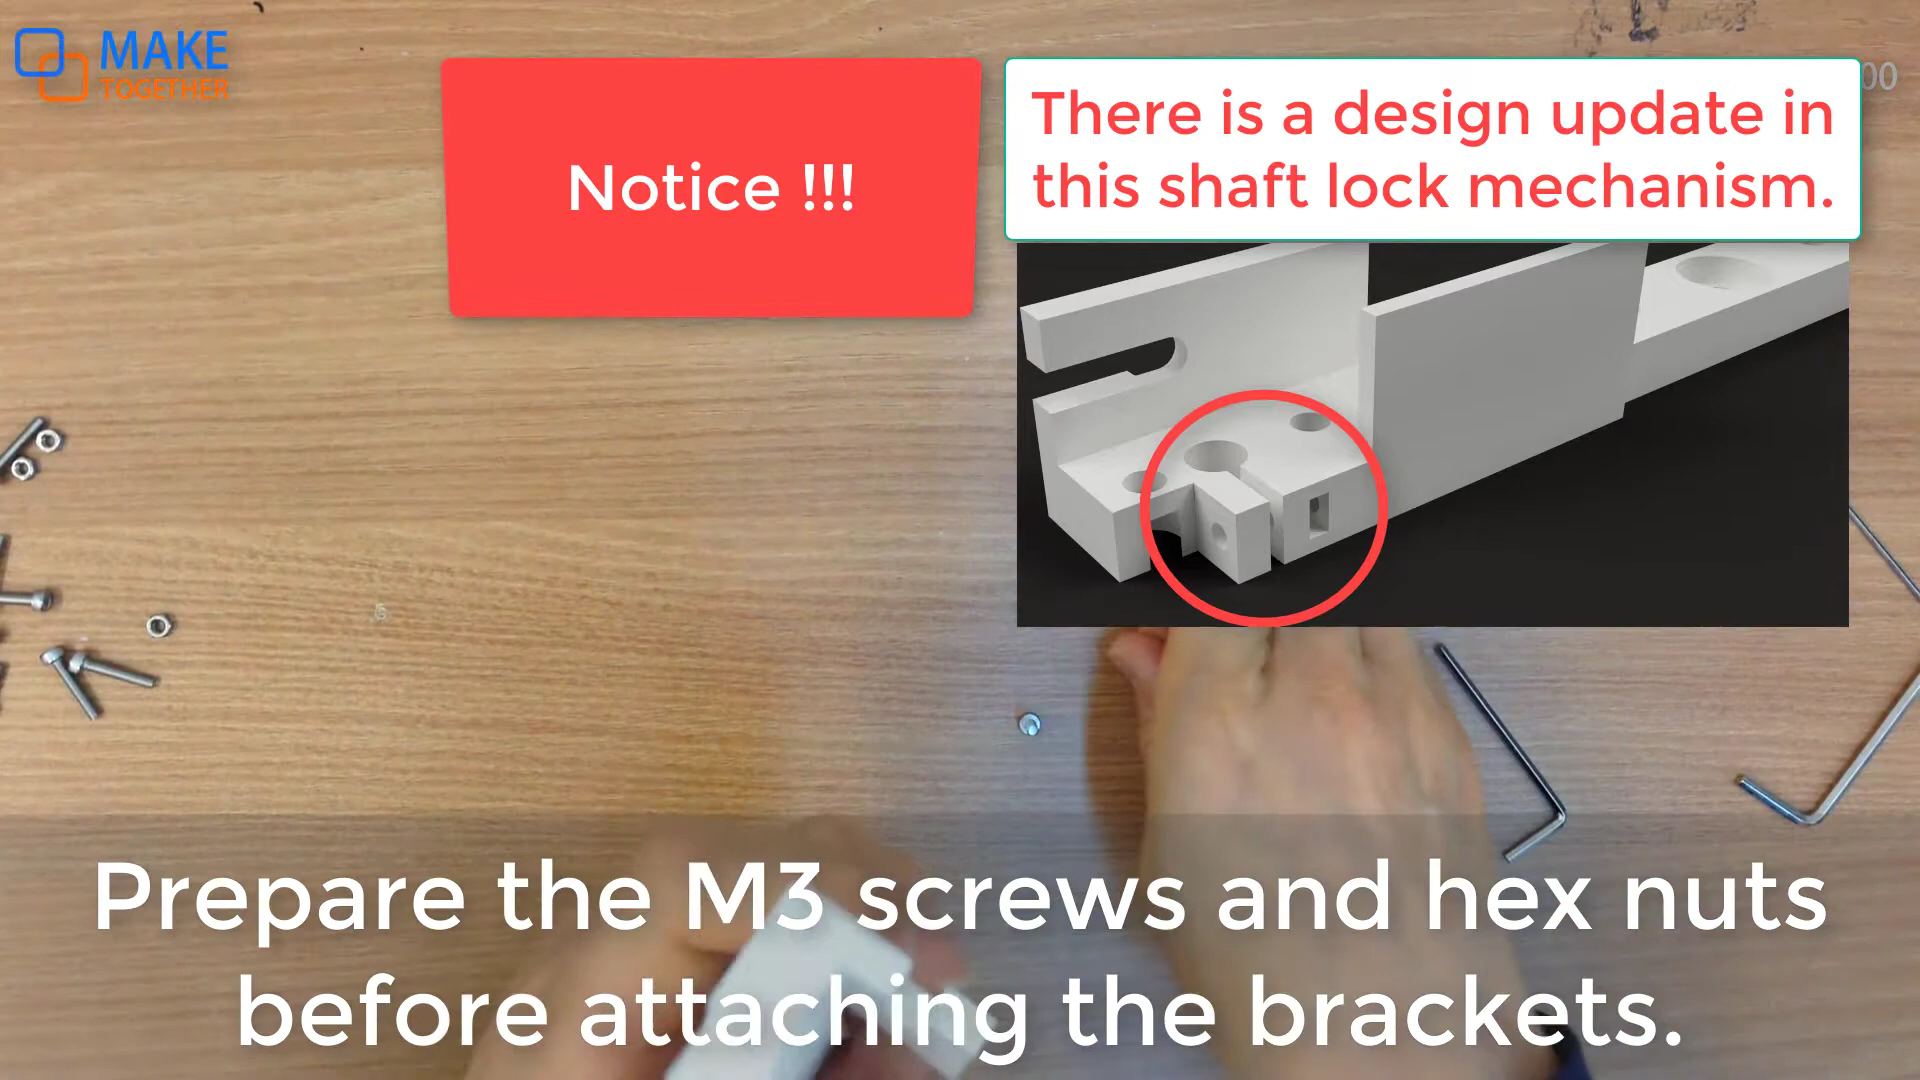 MAKE
TOGETHER
Notice !!!
There is a design update in
this shaft lock mechanism.
00
Prepare the M3 screws and hex nuts
before attaching the brackets.